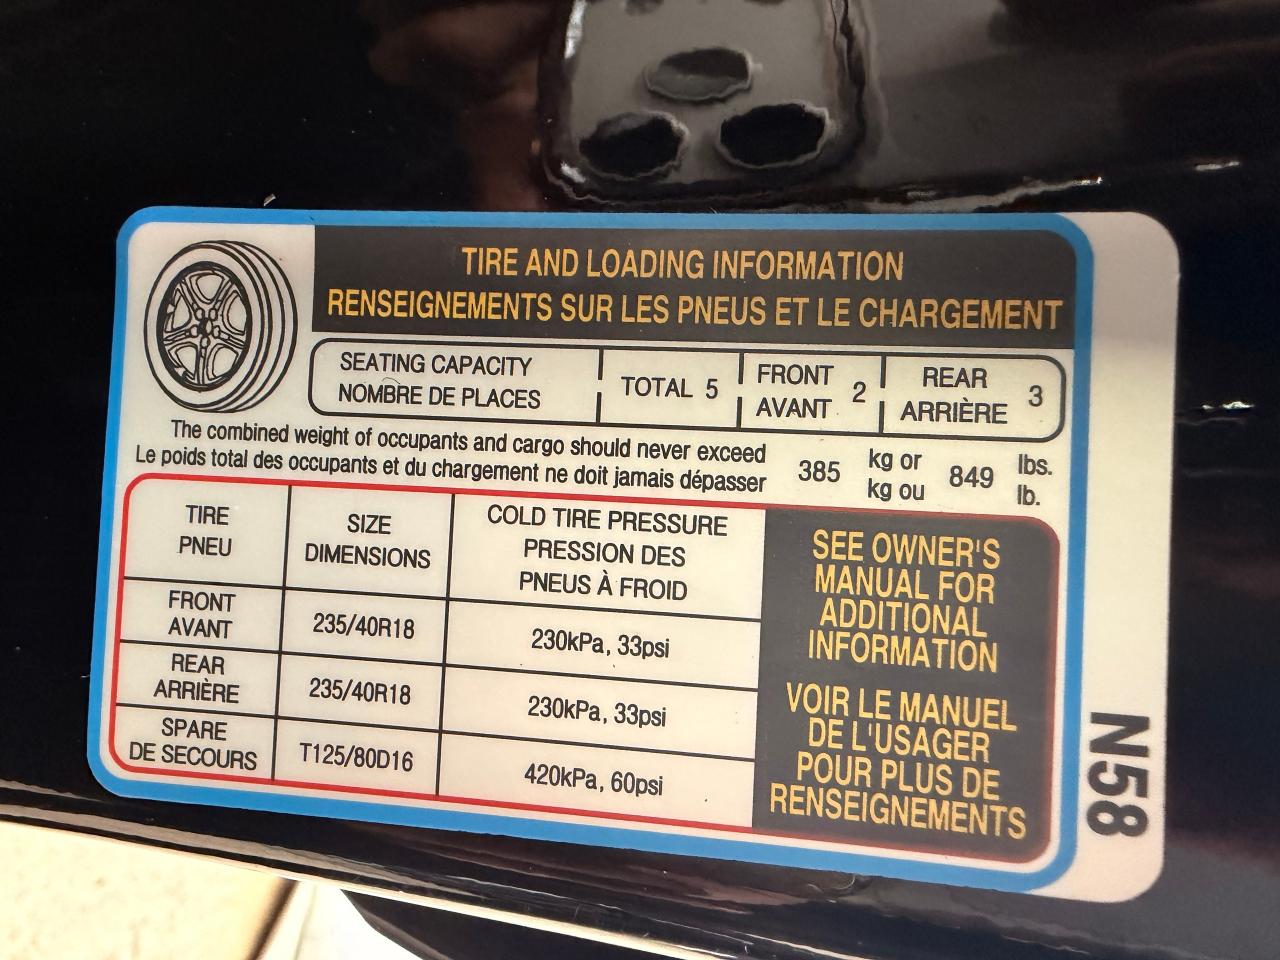 TIRE AND LOADING INFORMATION
RENSEIGNEMENTS SUR LES PNEUS ET LE CHARGEMENT
SEATING CAPACITY
NOMBRE DE PLACES
TOTAL 5
FRONT
AVANT 2
REAR
ARRIÈRE 3
The combined weight of occupants and cargo should never exceed
Le poids total des occupants et du chargement ne doit jamais dépasser
385 kg or 849 lbs.
kg ou lb.
TIRE
PNEU
SIZE
DIMENSIONS
COLD TIRE PRESSURE
PRESSION DES
PNEUS À FROID
FRONT
AVANT
235/40R18
230kPa, 33psi
REAR
ARRIÈRE
235/40R18
230kPa, 33psi
SPARE
DE SECOURS
T125/80D16
420kPa, 60psi
SEE OWNER'S
MANUAL FOR
ADDITIONAL
INFORMATION
VOIR LE MANUEL
DE L'USAGER
POUR PLUS DE
RENSEIGNEMENTS
N58